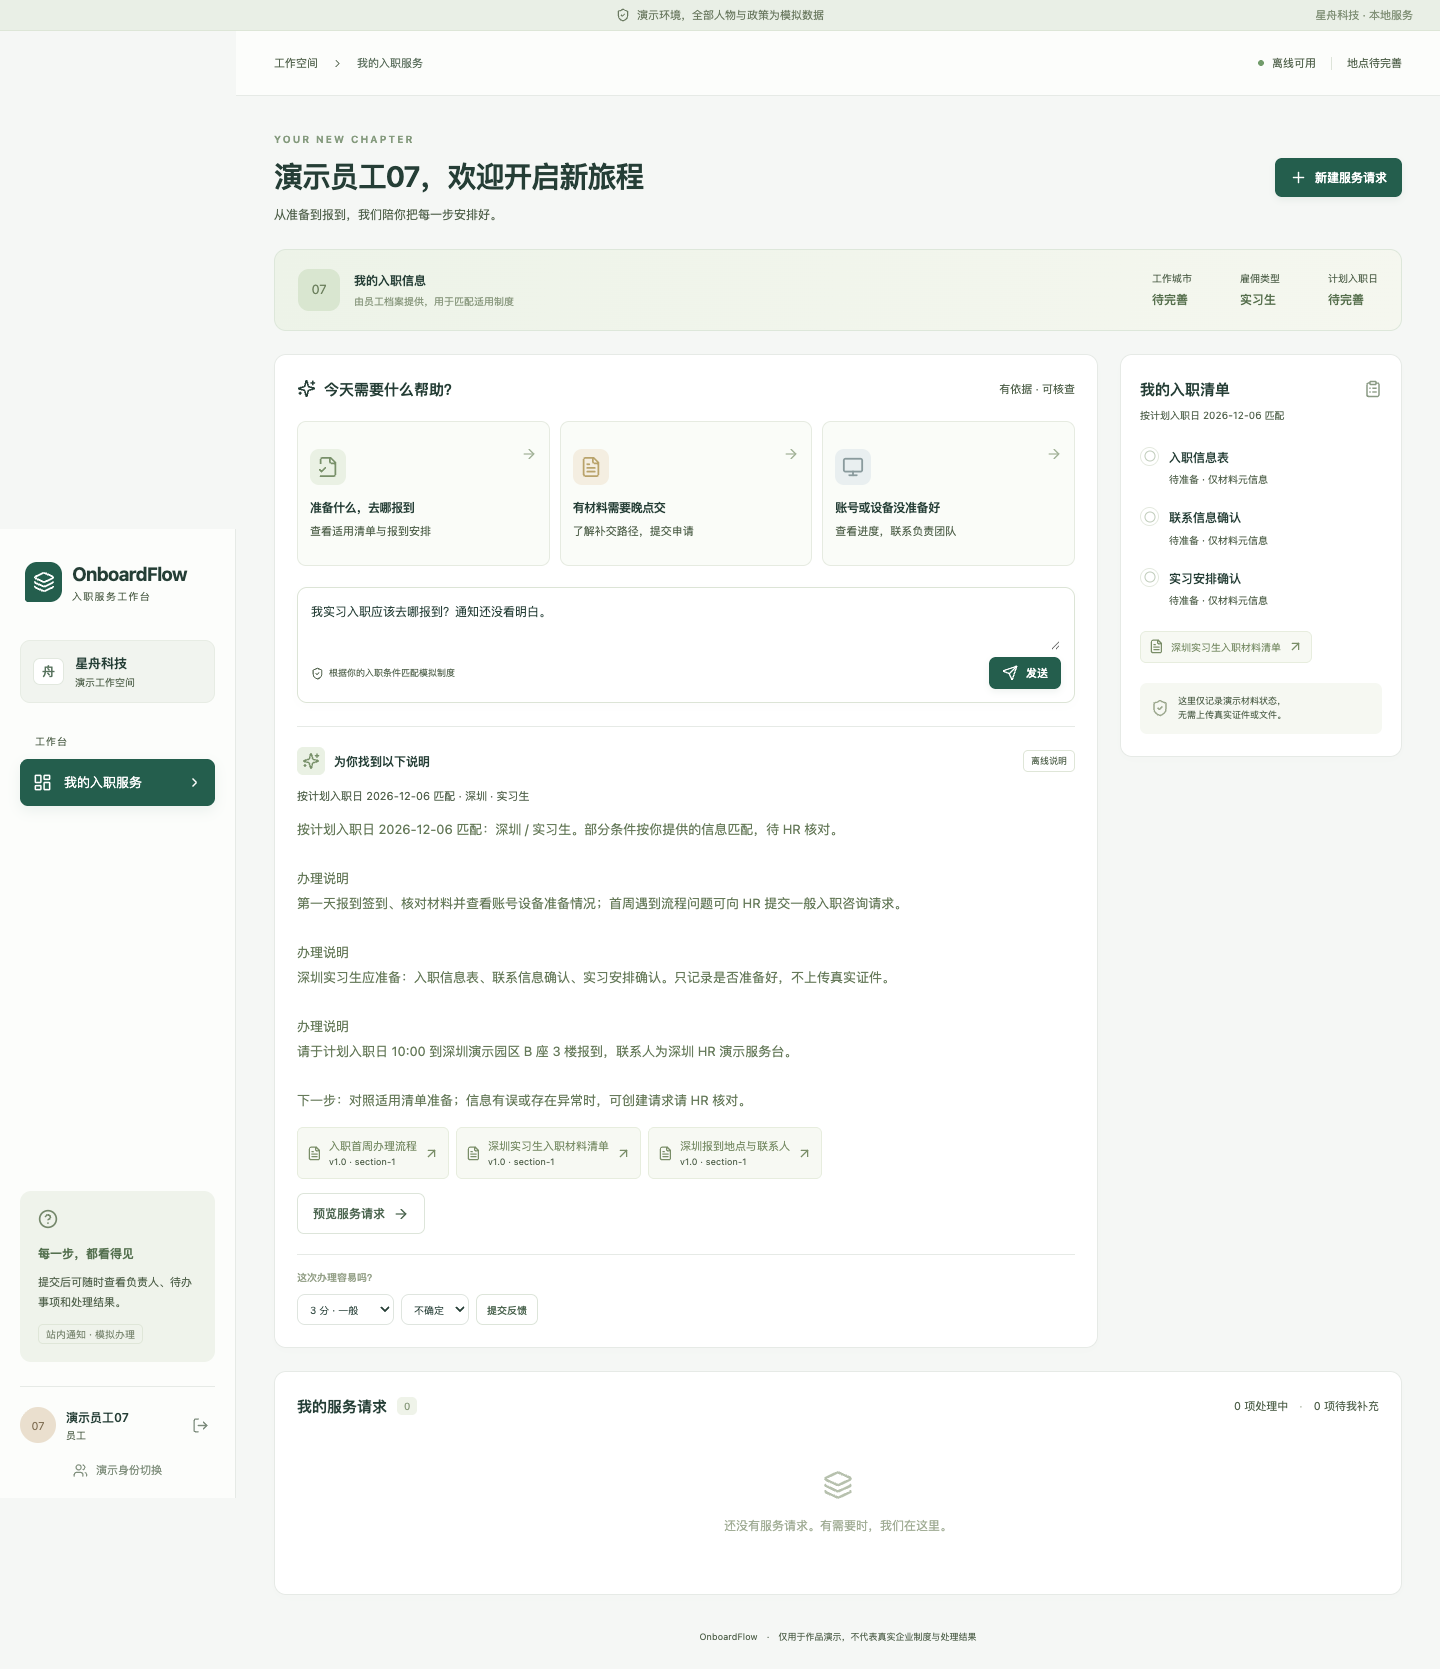 演示环境，全部人物与政策为模拟数据
星舟科技 · 本地服务
工作空间
我的入职服务
离线可用
地点待完善
YOUR NEW CHAPTER
演示员工07，欢迎开启新旅程
从准备到报到，我们陪你把每一步安排好。
新建服务请求
07
我的入职信息
由员工档案提供，用于匹配适用制度
工作城市
待完善
雇佣类型
实习生
计划入职日
待完善
今天需要什么帮助？
有依据 · 可核查
准备什么，去哪报到
查看适用清单与报到安排
有材料需要晚点交
了解补交路径，提交申请
账号或设备没准备好
查看进度，联系负责团队
我实习入职应该去哪报到？通知还没看明白。
根据你的入职条件匹配模拟制度
发送
为你找到以下说明
离线说明
按计划入职日 2026-12-06 匹配 · 深圳 · 实习生
按计划入职日 2026-12-06 匹配：深圳 / 实习生。部分条件按你提供的信息匹配，待 HR 核对。
办理说明
第一天报到签到、核对材料并查看账号设备准备情况；首周遇到流程问题可向 HR 提交一般入职咨询请求。
办理说明
深圳实习生应准备：入职信息表、联系信息确认、实习安排确认。只记录是否准备好，不上传真实证件。
办理说明
请于计划入职日 10:00 到深圳演示园区 B 座 3 楼报到，联系人为深圳 HR 演示服务台。
下一步：对照适用清单准备；信息有误或存在异常时，可创建请求请 HR 核对。
入职首周办理流程
v1.0 · section-1
深圳实习生入职材料清单
v1.0 · section-1
深圳报到地点与联系人
v1.0 · section-1
预览服务请求
这次办理容易吗？
3 分 · 一般
不确定
提交反馈
我的入职清单
按计划入职日 2026-12-06 匹配
入职信息表
待准备 · 仅材料元信息
联系信息确认
待准备 · 仅材料元信息
实习安排确认
待准备 · 仅材料元信息
深圳实习生入职材料清单
这里仅记录演示材料状态，
无需上传真实证件或文件。
OnboardFlow
入职服务工作台
舟
星舟科技
演示工作空间
工作台
我的入职服务
每一步，都看得见
提交后可随时查看负责人、待办
事项和处理结果。
站内通知 · 模拟办理
07
演示员工07
员工
演示身份切换
我的服务请求
0
0 项处理中 · 0 项待我补充
还没有服务请求。有需要时，我们在这里。
OnboardFlow · 仅用于作品演示，不代表真实企业制度与处理结果